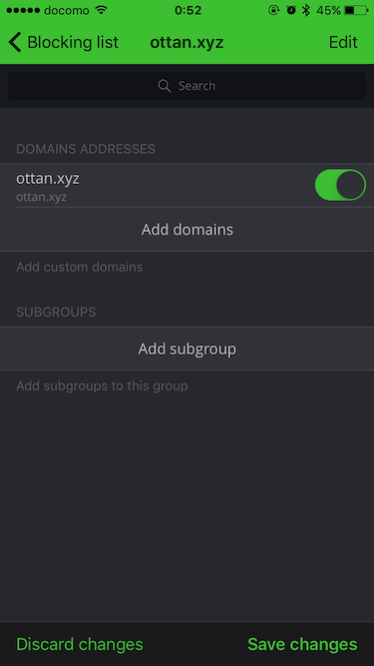 docomo 0:52 45%
Blocking list ottan.xyz Edit
Search
DOMAINS ADDRESSES
ottan.xyz
ottan.xyz
Add domains
Add custom domains
SUBGROUPS
Add subgroup
Add subgroups to this group
Discard changes Save changes